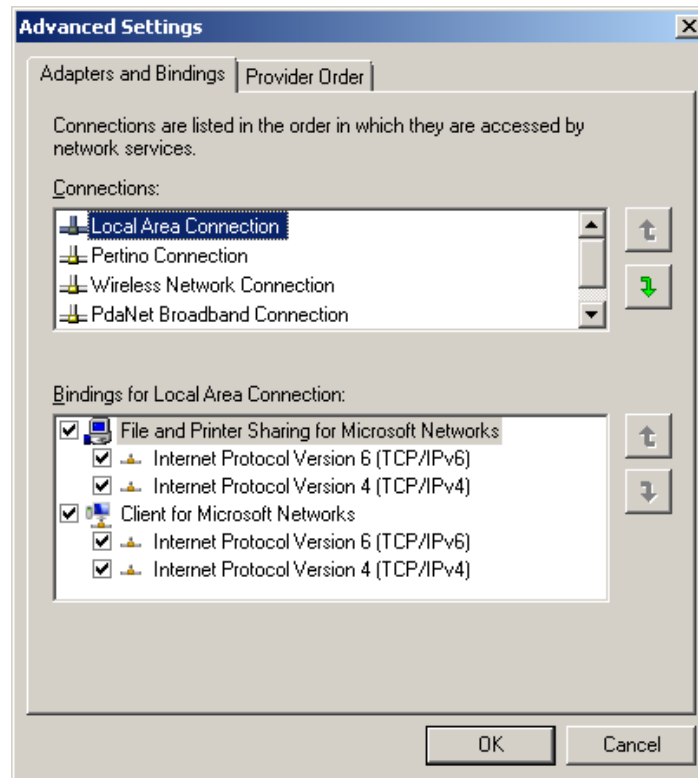 Advanced Settings
Adapters and Bindings
Provider Order
Connections are listed in the order in which they are accessed by
network services.
Connections:
Local Area Connection
Pertino Connection
Wireless Network Connection
PdaNet Broadband Connection
Bindings for Local Area Connection:
File and Printer Sharing for Microsoft Networks
Internet Protocol Version 6 (TCP/IPv6)
Internet Protocol Version 4 (TCP/IPv4)
Client for Microsoft Networks
Internet Protocol Version 6 (TCP/IPv6)
Internet Protocol Version 4 (TCP/IPv4)
OK
Cancel